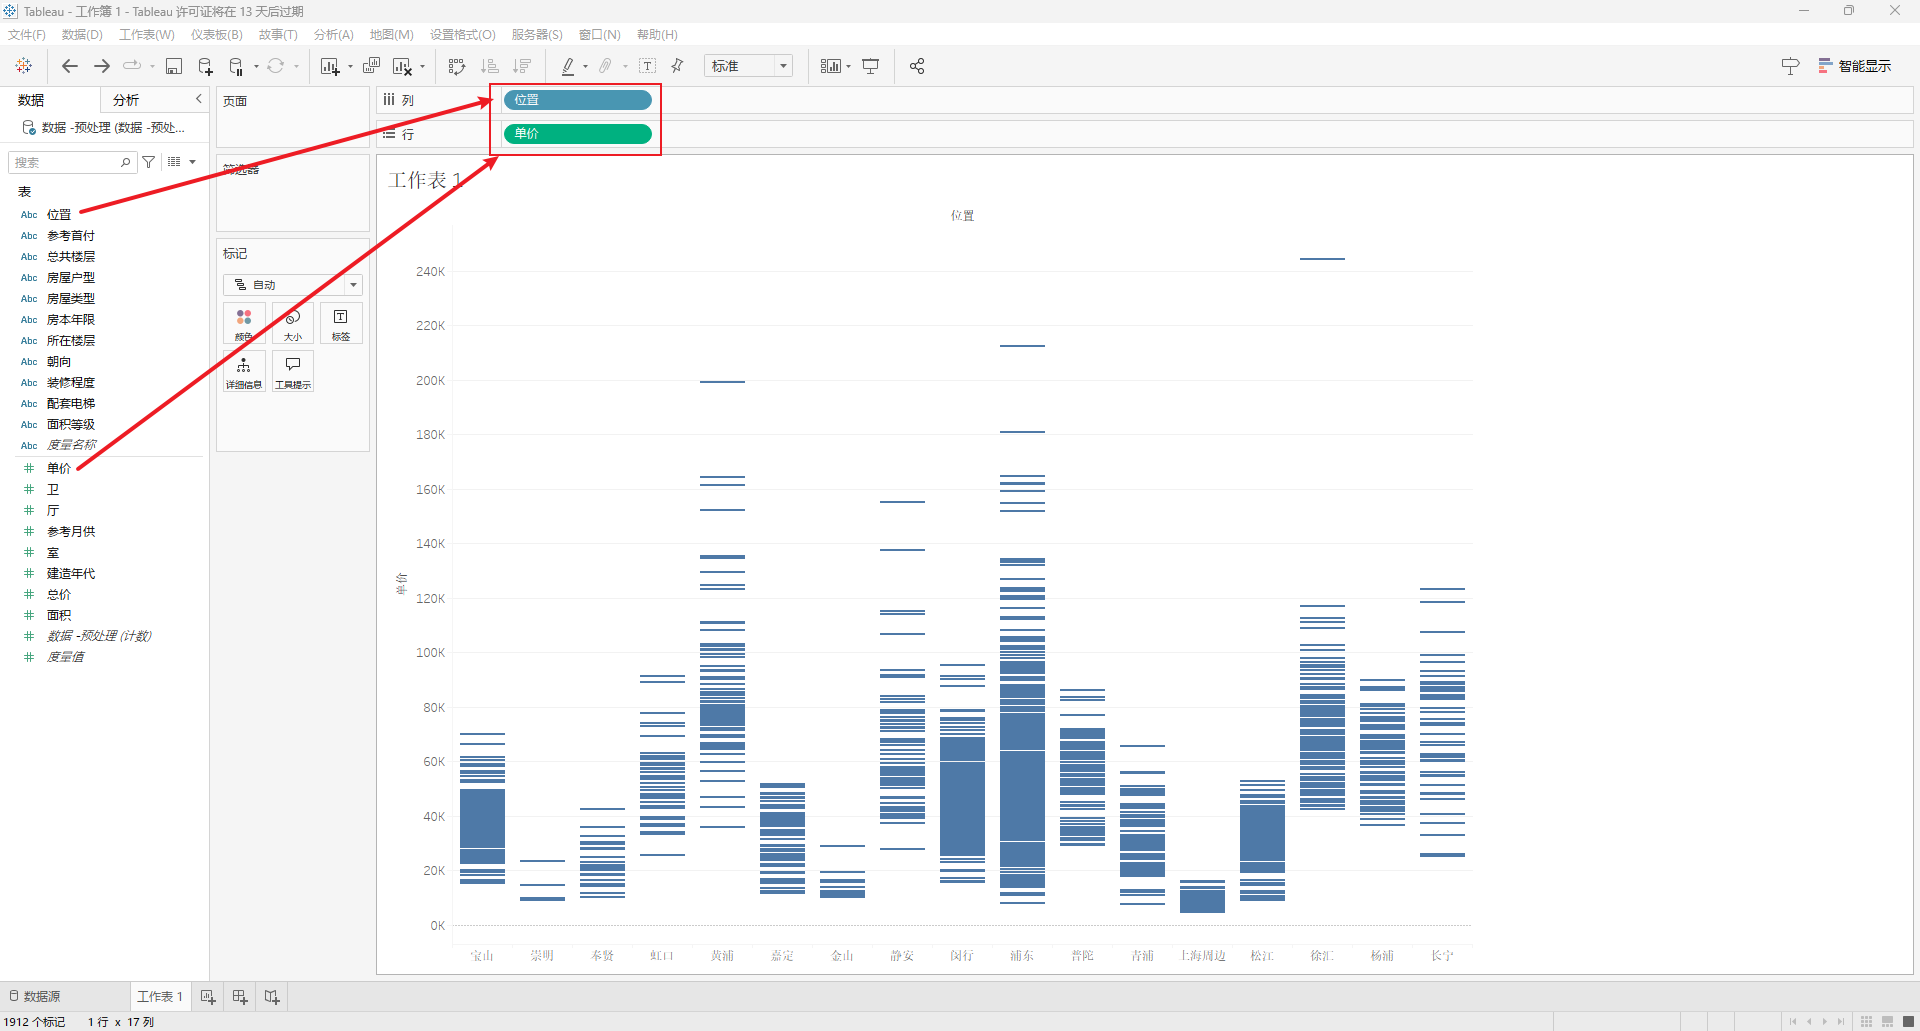 Tableau - 工作簿 1 - Tableau 许可证将在 13 天后过期
文件(F) 数据(D) 工作表(W) 仪表板(B) 故事(T) 分析(A) 地图(M) 设置格式(O) 服务器(S) 窗口(N) 帮助(H)
标准
智能显示
数据 分析
数据 -预处理 (数据 -预处...
搜索
表
Abc 位置
Abc 参考首付
Abc 总共楼层
Abc 房屋户型
Abc 房屋类型
Abc 房本年限
Abc 所在楼层
Abc 朝向
Abc 装修程度
Abc 配套电梯
Abc 面积等级
Abc 度量名称
单价
卫
厅
参考月供
室
建造年代
总价
面积
数据 -预处理 (计数)
度量值
页面
筛选器
标记
自动
颜色 大小 标签
详细信息 工具提示
列 位置
行 单价
工作表 1
位置
单价
240K
220K
200K
180K
160K
140K
120K
100K
80K
60K
40K
20K
0K
宝山 崇明 奉贤 虹口 黄浦 嘉定 金山 静安 闵行 浦东 普陀 青浦 上海周边 松江 徐汇 杨浦 长宁
数据源 工作表 1
1912 个标记 1 行 x 17 列